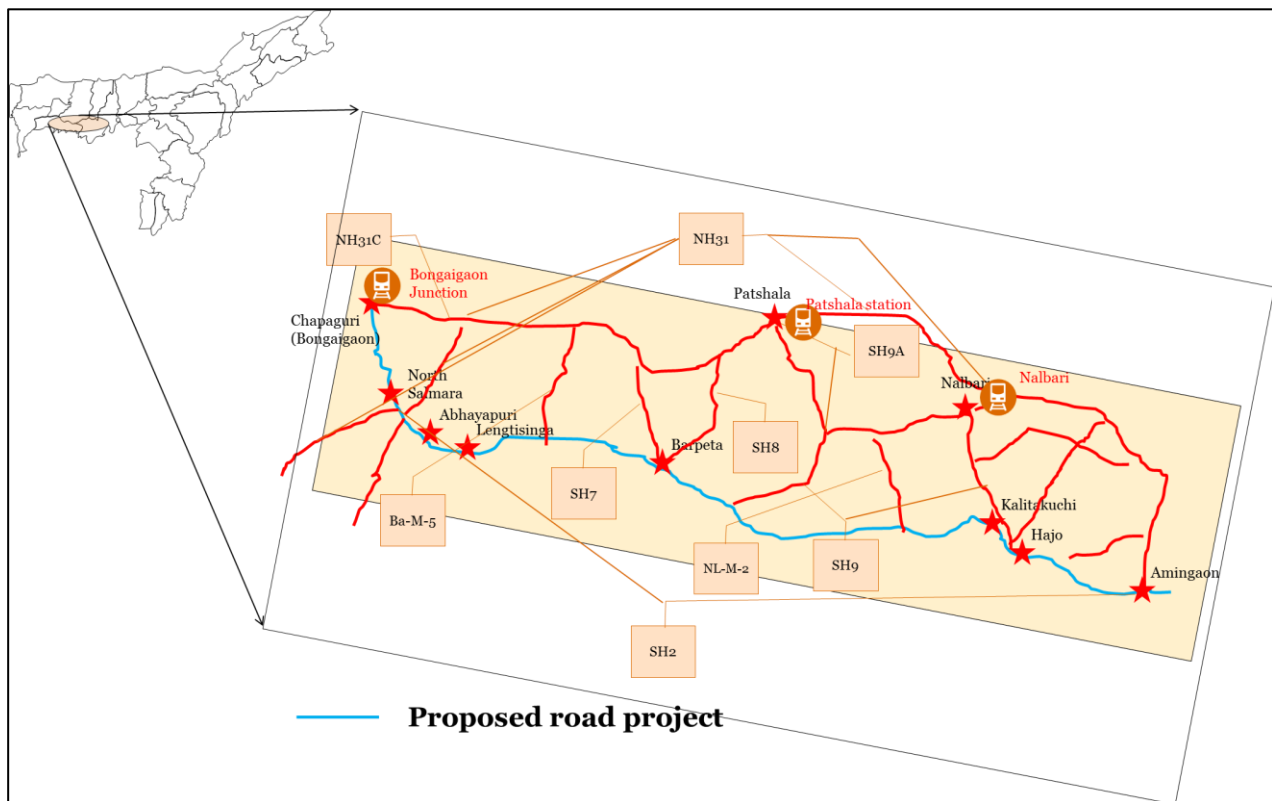 NH31C
NH31
Bongaigaon
Junction
Patshala
Patshala station
Chapaguri
(Bongaigaon)
SH9A
North
Salmara
Nalbari
Nalbari
Abhayapuri
Lengtisinga
Barpeta
SH8
SH7
Ba-M-5
Kalitakuchi
Hajo
NL-M-2
SH9
Amingaon
SH2
Proposed road project